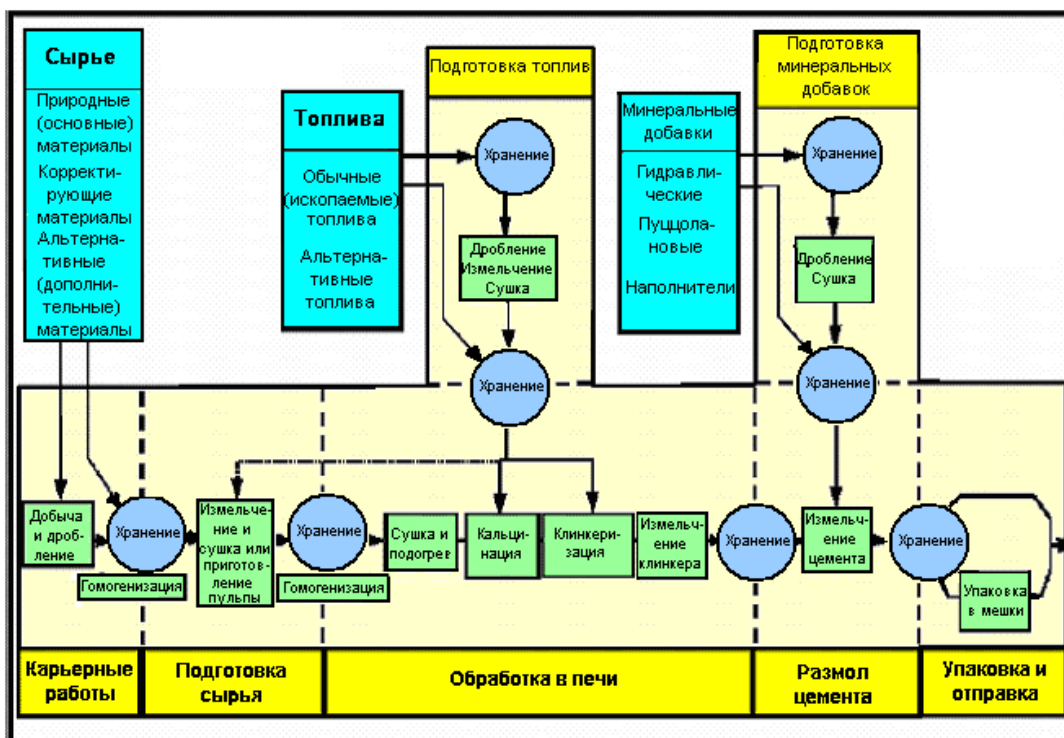 Сырье
Природные
(основные)
материалы
Корректи-
рующие
материалы
Альтерна-
тивные
(дополни-
тельные)
материалы
Топлива
Обычные
(ископаемые)
топлива
Альтерна-
тивные
топлива
Подготовка топлив
Хранение
Дробление
Измельчение
Сушка
Хранение
Минеральные
добавки
Гидравли-
ческие
Пуццола-
новые
Наполнители
Подготовка
минеральных
добавок
Хранение
Дробление
Сушка
Хранение
Добыча
и дроб-
ление
Хранение
Гомогенизация
Измельче-
ние и
сушка или
приготов-
ление
пульпы
Хранение
Гомогенизация
Сушка и
подогрев
Кальци-
нация
Клинкери-
зация
Измельч-
ение
клинкера
Хранение
Измельч-
ение
цемента
Хранение
Упаковка
в мешки
Карьерные
работы
Подготовка
сырья
Обработка в печи
Размол
цемента
Упаковка и
отправка